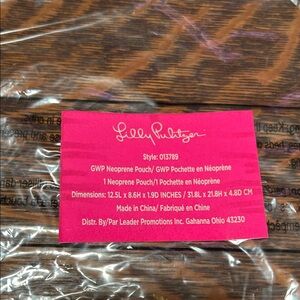 Lilly Pulitzer
Style: 013789
GWP Neoprene Pouch/ GWP Pochette en Néoprène
1 Neoprene Pouch/1 Pochette en Néoprène
Dimensions: 12.5L x 8.6H x 1.9D INCHES / 31.8L x 21.8H x 4.8D CM
Made in China/ Fabriqué en Chine
Distr. By/Par Leader Promotions Inc. Gahanna Ohio 43230